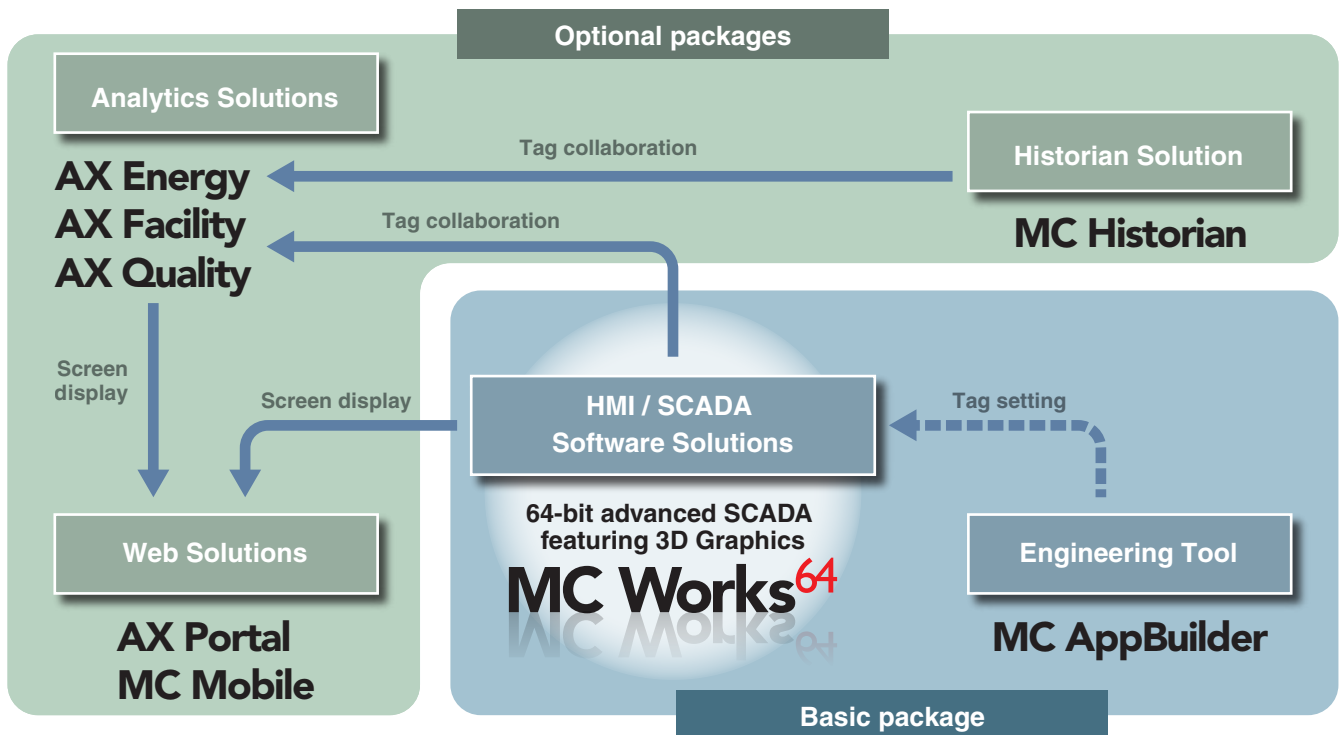 Optional packages
Analytics Solutions
AX Energy
AX Facility
AX Quality
Tag collaboration
Historian Solution
MC Historian
Tag collaboration
Screen
display
Screen display
HMI / SCADA
Software Solutions
Tag setting
64-bit advanced SCADA
featuring 3D Graphics
MC Works64
Web Solutions
AX Portal
MC Mobile
Engineering Tool
MC AppBuilder
Basic package